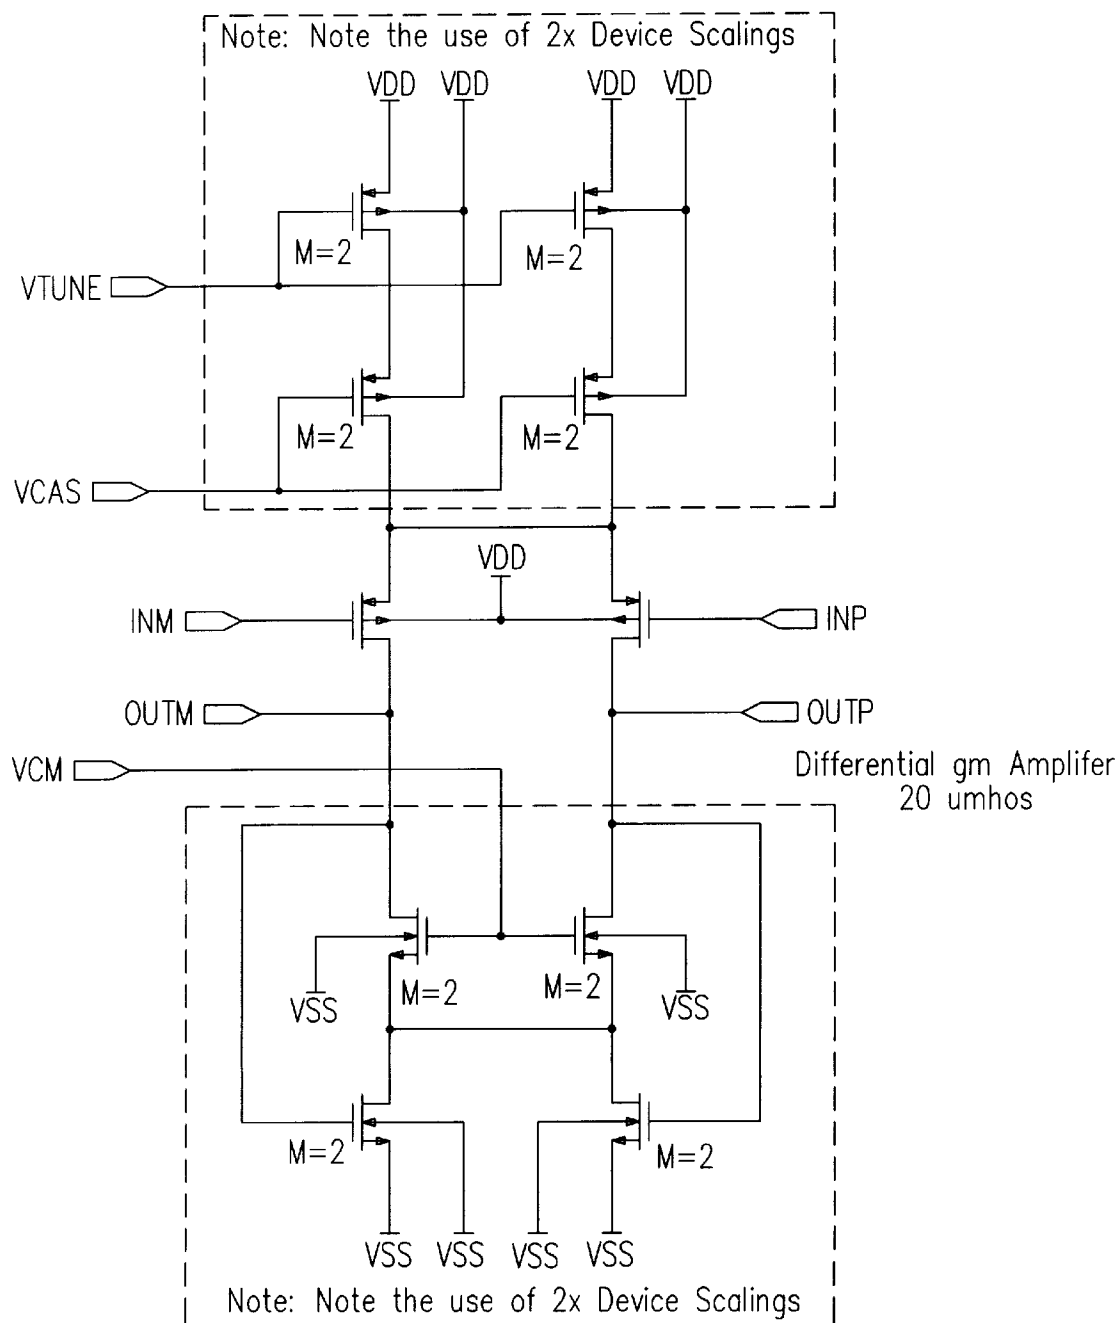 Note: Note the use of 2x Device Scalings
VDD VDD VDD VDD
M=2 M=2
VTUNE
M=2 M=2
VCAS
VDD
INM INP
OUTM OUTP
VCM
Differential gm Amplifer
20 umhos
VSS M=2 M=2 VSS
M=2 M=2
VSS VSS VSS VSS
Note: Note the use of 2x Device Scalings